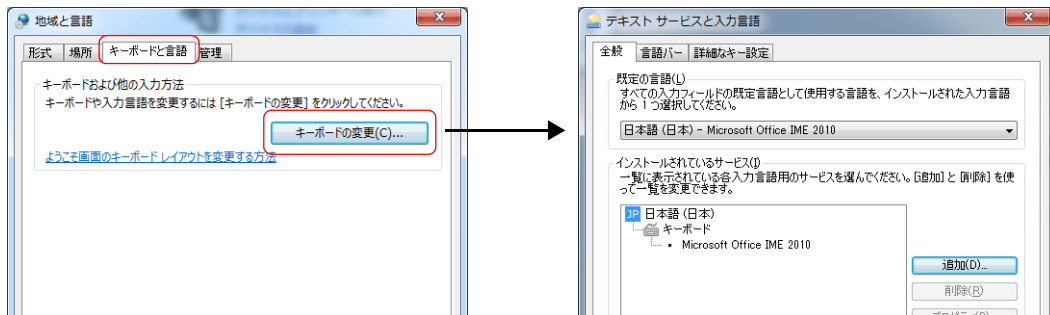 地域と言語
形式 場所 キーボードと言語 管理
キーボードおよび他の入力方法
キーボードや入力言語を変更するには [キーボードの変更] をクリックしてください。
キーボードの変更(C)...
ようこそ画面のキーボード レイアウトを変更する方法
テキスト サービスと入力言語
全般 言語バー 詳細なキー設定
既定の言語(L)
すべての入力フィールドの既定言語として使用する言語を、インストールされた入力言語
から 1 つ選択してください。
日本語 (日本) - Microsoft Office IME 2010
インストールされているサービス(I)
一覧に表示されている各入力言語用のサービスを選んでください。[追加] と [削除] を使
って一覧を変更できます。
JP 日本語 (日本)
キーボード
• Microsoft Office IME 2010
追加(D)...
削除(R)